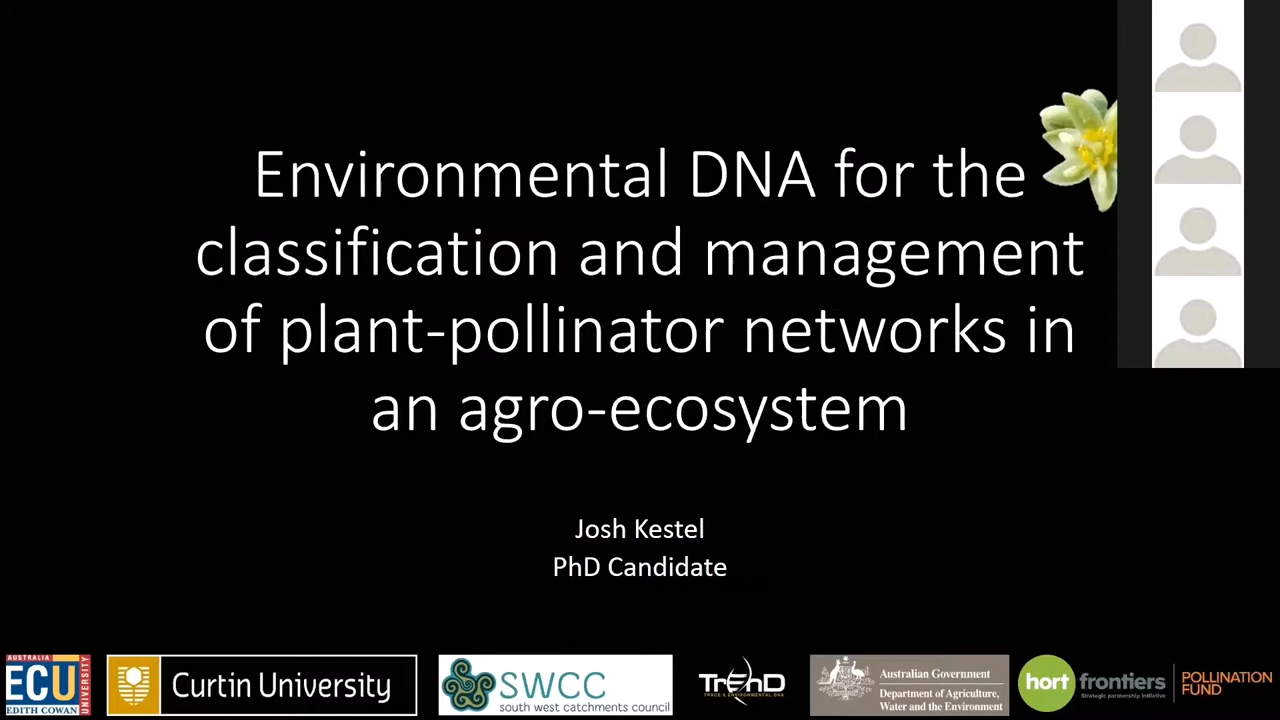 Environmental DNA for the
classification and management
of plant-pollinator networks in
an agro-ecosystem
Josh Kestel
PhD Candidate
AUSTRALIA
ECU
EDITH COWAN
UNIVERSITY
Curtin University
SWCC
south west catchments council
TrEnD
TRACE & ENVIRONMENTAL DNA
Australian Government
Department of Agriculture,
Water and the Environment
hort frontiers
Strategic partnership initiative
POLLINATION
FUND